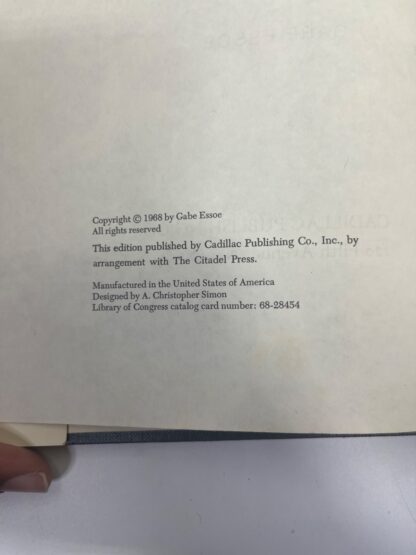 Copyright © 1968 by Gabe Essoe
All rights reserved
This edition published by Cadillac Publishing Co., Inc., by
arrangement with The Citadel Press.
Manufactured in the United States of America
Designed by A. Christopher Simon
Library of Congress catalog card number: 68-28454